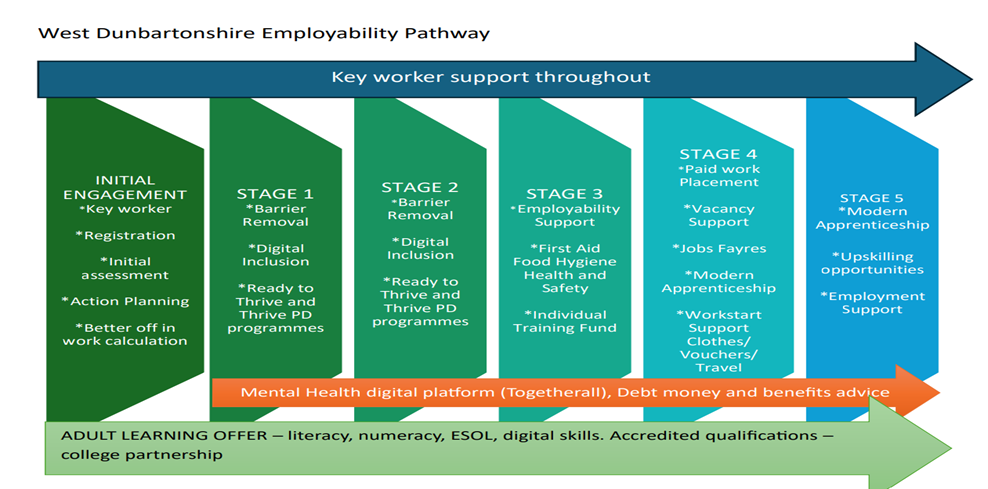 West Dunbartonshire Employability Pathway
Key worker support throughout
INITIAL
ENGAGEMENT
*Key worker
*Registration
*Initial
assessment
*Action Planning
*Better off in
work calculation
STAGE 1
*Barrier
Removal
*Digital
Inclusion
*Ready to
Thrive and
Thrive PD
programmes
STAGE 2
*Barrier
Removal
*Digital
Inclusion
*Ready to
Thrive and
Thrive PD
programmes
STAGE 3
*Employability
Support
*First Aid
Food Hygiene
Health and
Safety
*Individual
Training Fund
STAGE 4
*Paid work
Placement
*Vacancy
Support
*Jobs Fayres
*Modern
Apprenticeship
*Workstart
Support
Clothes/
Vouchers/
Travel
STAGE 5
*Modern
Apprenticeship
*Upskilling
opportunities
*Employment
Support
Mental Health digital platform (Togetherall), Debt money and benefits advice
ADULT LEARNING OFFER – literacy, numeracy, ESOL, digital skills. Accredited qualifications –
college partnership